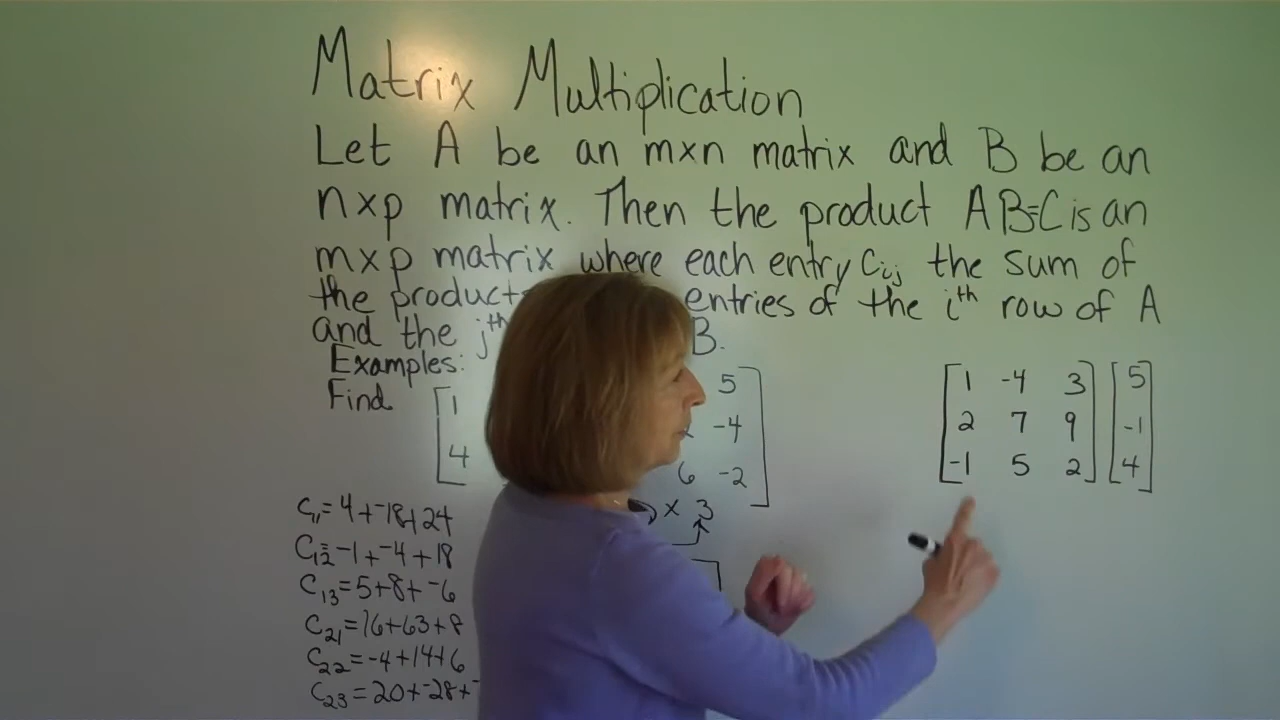 Matrix Multiplication
Let A be an m×n matrix and B be an
n×p matrix. Then the product AB=C is an
m×p matrix where each entry Cij the sum of
the product entries of the ith row of A
and the jth B.
Examples:
Find
[1 5]
-4
[4 6 -2]
× 3
C11=4+-18+24
C12=-1+-4+18
C13=5+8+-6
C21=16+63+8
C22=-4+14+6
C23=20+-28+-
[1 -4 3] [5]
[2 7 9] [-1]
[-1 5 2] [4]